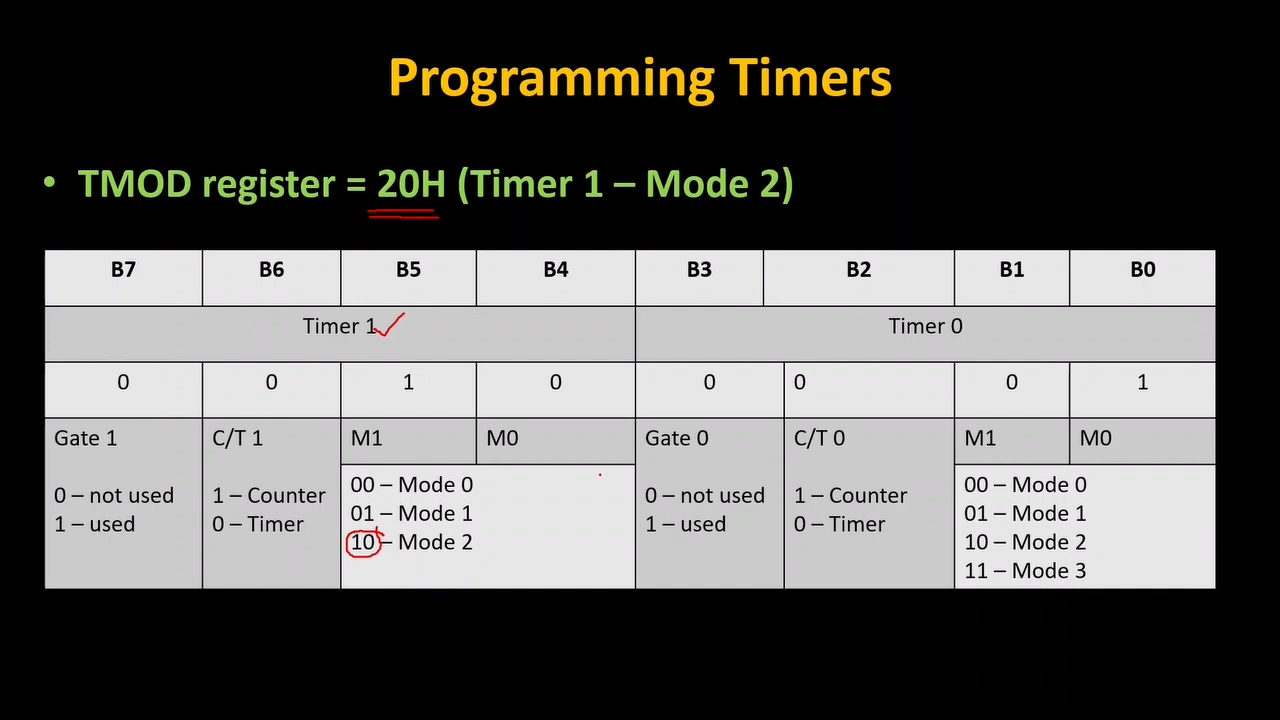 Programming Timers
• TMOD register = 20H (Timer 1 – Mode 2)
B7 B6 B5 B4 B3 B2 B1 B0
Timer 1 Timer 0
0 0 1 0 0 0 0 1
Gate 1 C/T 1 M1 M0 Gate 0 C/T 0 M1 M0
00 – Mode 0 00 – Mode 0
0 – not used 1 – Counter 01 – Mode 1 0 – not used 1 – Counter 01 – Mode 1
1 – used 0 – Timer 10 – Mode 2 1 – used 0 – Timer 10 – Mode 2
11 – Mode 3